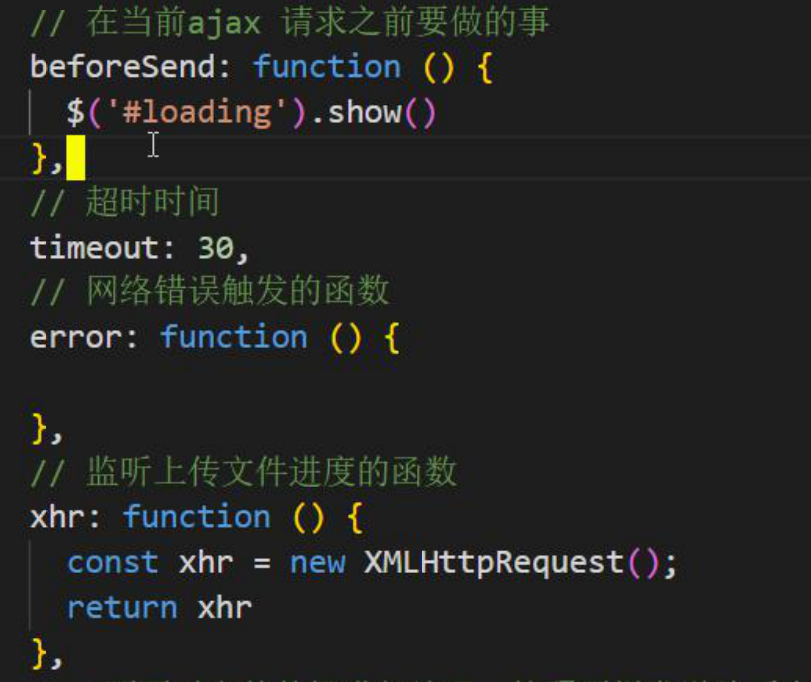 // 在当前ajax 请求之前要做的事
beforeSend: function () {
$('#loading').show()
},
// 超时时间
timeout: 30,
// 网络错误触发的函数
error: function () {
},
// 监听上传文件进度的函数
xhr: function () {
const xhr = new XMLHttpRequest();
return xhr
},